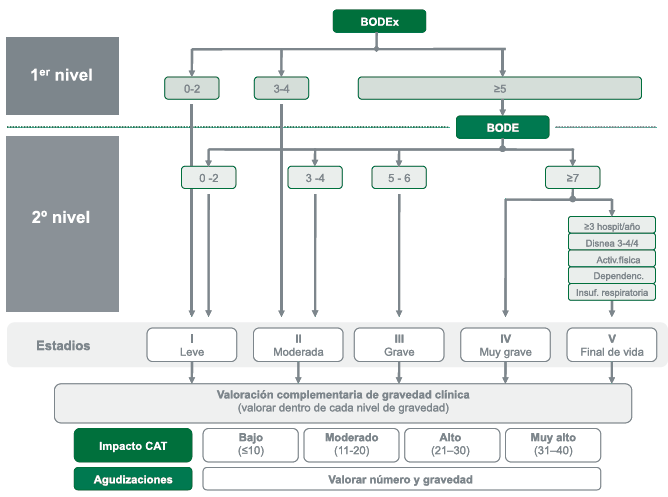 BODEx
1er nivel
0-2
3-4
≥5
BODE
2º nivel
0 -2
3 -4
5 - 6
≥7
≥3 hospit/año
Disnea 3-4/4
Activ.física
Dependenc.
Insuf. respiratoria
Estadios
I
Leve
II
Moderada
III
Grave
IV
Muy grave
V
Final de vida
Valoración complementaria de gravedad clínica
(valorar dentro de cada nivel de gravedad)
Impacto CAT
Bajo
(≤10)
Moderado
(11-20)
Alto
(21–30)
Muy alto
(31–40)
Agudizaciones
Valorar número y gravedad